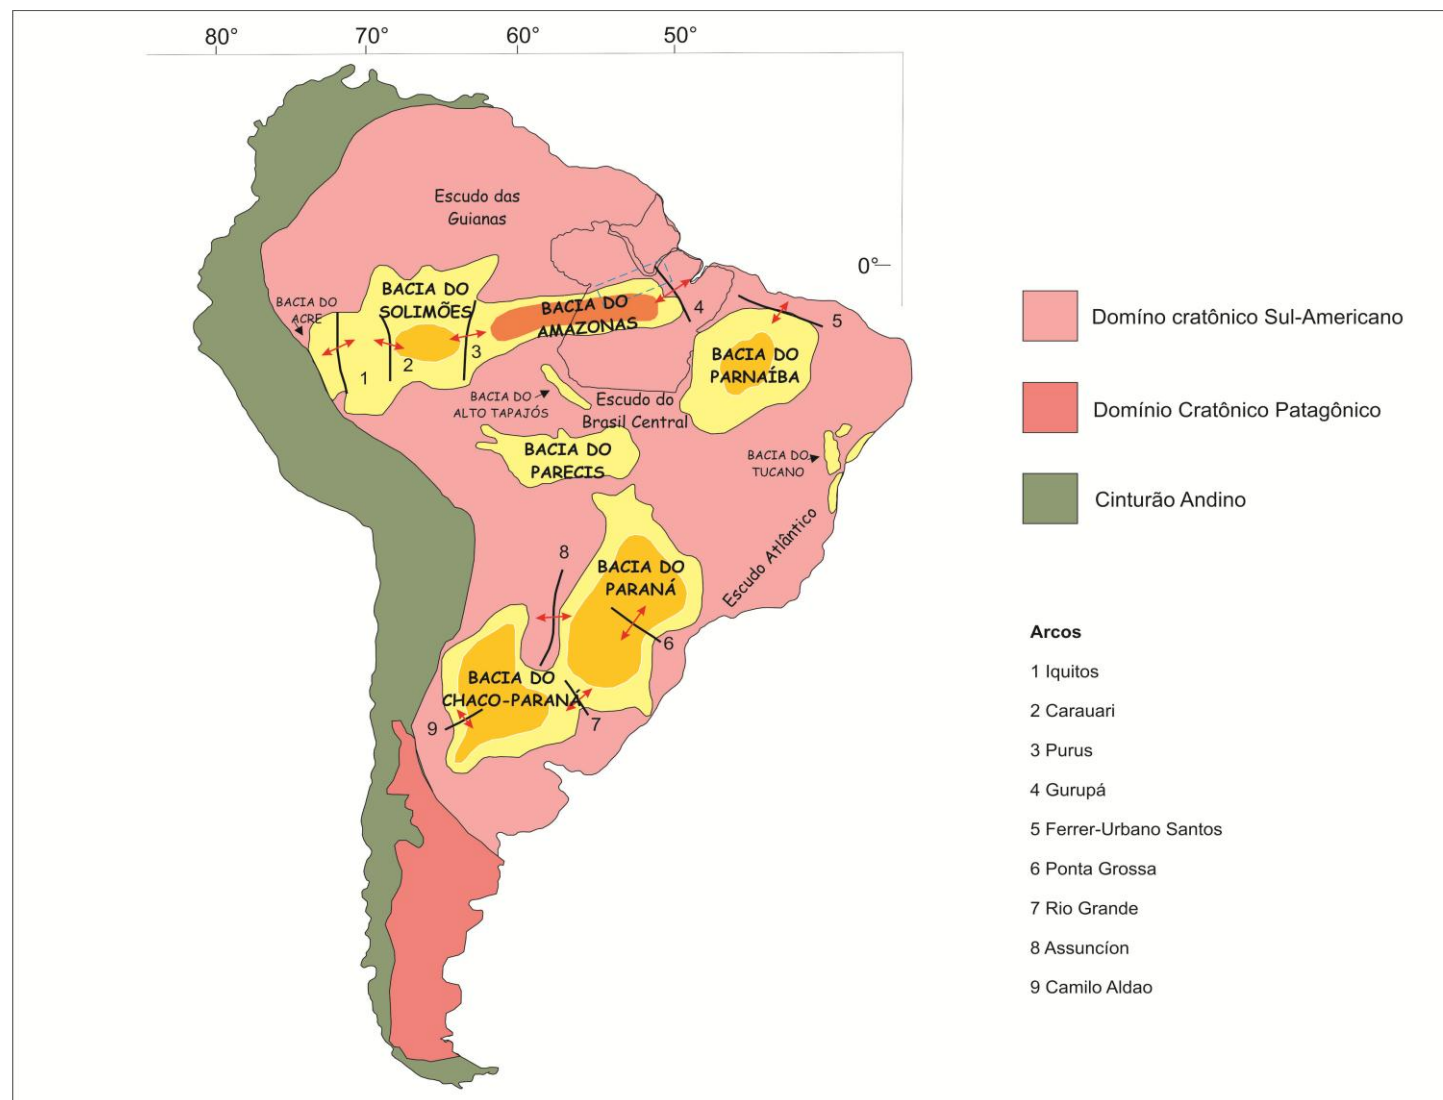 80°
70°
60°
50°
0°
Escudo das
Guianas
BACIA DO
ACRE
BACIA DO
SOLIMÕES
BACIA DO
AMAZONAS
1
2
3
4
5
BACIA DO
PARNAÍBA
BACIA DO
ALTO TAPAJÓS
Escudo do
Brasil Central
BACIA DO
PARECIS
BACIA DO
TUCANO
Escudo Atlântico
8
BACIA DO
PARANÁ
6
BACIA DO
CHACO-PARANÁ
9
7
Domíno cratônico Sul-Americano
Domínio Cratônico Patagônico
Cinturão Andino
Arcos
1 Iquitos
2 Carauari
3 Purus
4 Gurupá
5 Ferrer-Urbano Santos
6 Ponta Grossa
7 Rio Grande
8 Assuncíon
9 Camilo Aldao